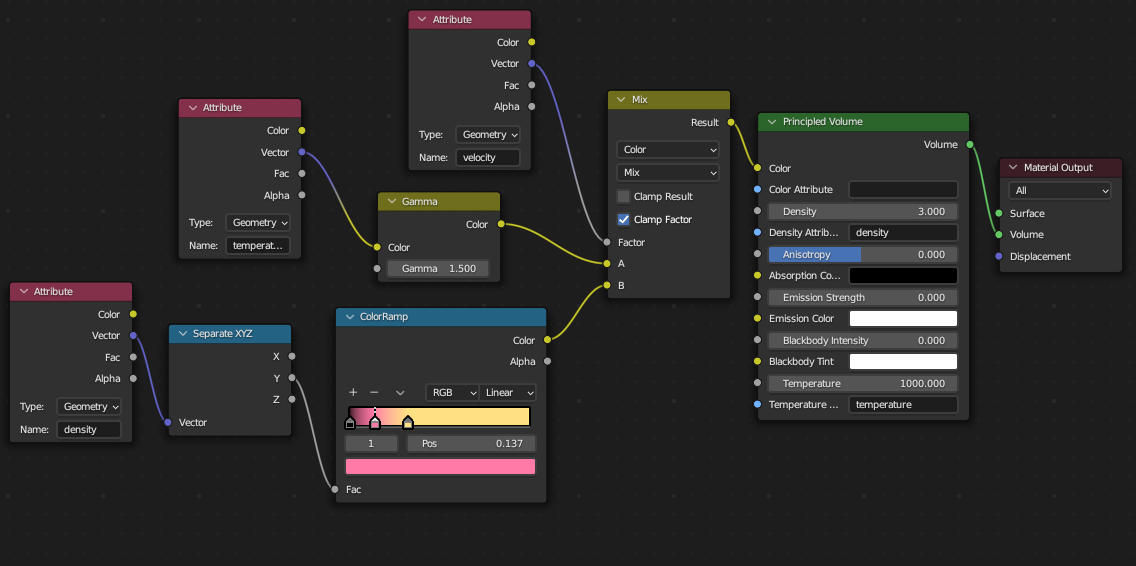 Attribute
Color
Vector
Fac
Alpha
Type: Geometry
Name: velocity
Attribute
Color
Vector
Fac
Alpha
Type: Geometry
Name: temperat...
Gamma
Color
Color
Gamma 1.500
Attribute
Color
Vector
Fac
Alpha
Type: Geometry
Name: density
Separate XYZ
X
Y
Z
Vector
ColorRamp
Color
Alpha
+ −
RGB Linear
1 Pos 0.137
Fac
Mix
Result
Color
Mix
Clamp Result
Clamp Factor
Factor
A
B
Principled Volume
Volume
Color
Color Attribute
Density 3.000
Density Attrib... density
Anisotropy 0.000
Absorption Co...
Emission Strength 0.000
Emission Color
Blackbody Intensity 0.000
Blackbody Tint
Temperature 1000.000
Temperature ... temperature
Material Output
All
Surface
Volume
Displacement